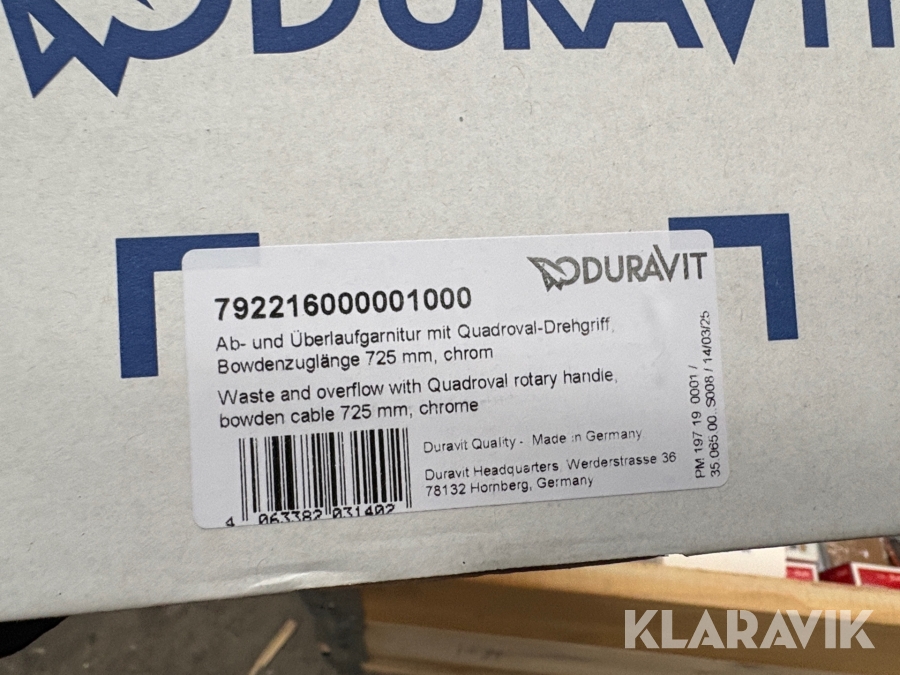 DURAVIT
DURAVIT
792216000001000
Ab- und Überlaufgarnitur mit Quadroval-Drehgriff,
Bowdenzuglänge 725 mm, chrom
Waste and overflow with Quadroval rotary handle,
bowden cable 725 mm, chrome
Duravit Quality - Made in Germany
Duravit Headquarters, Werderstrasse 36
78132 Hornberg, Germany
4 063382 031402
PM 197 19 0001 /
35.065.00..S008 / 14/03/25
KLARAVIK